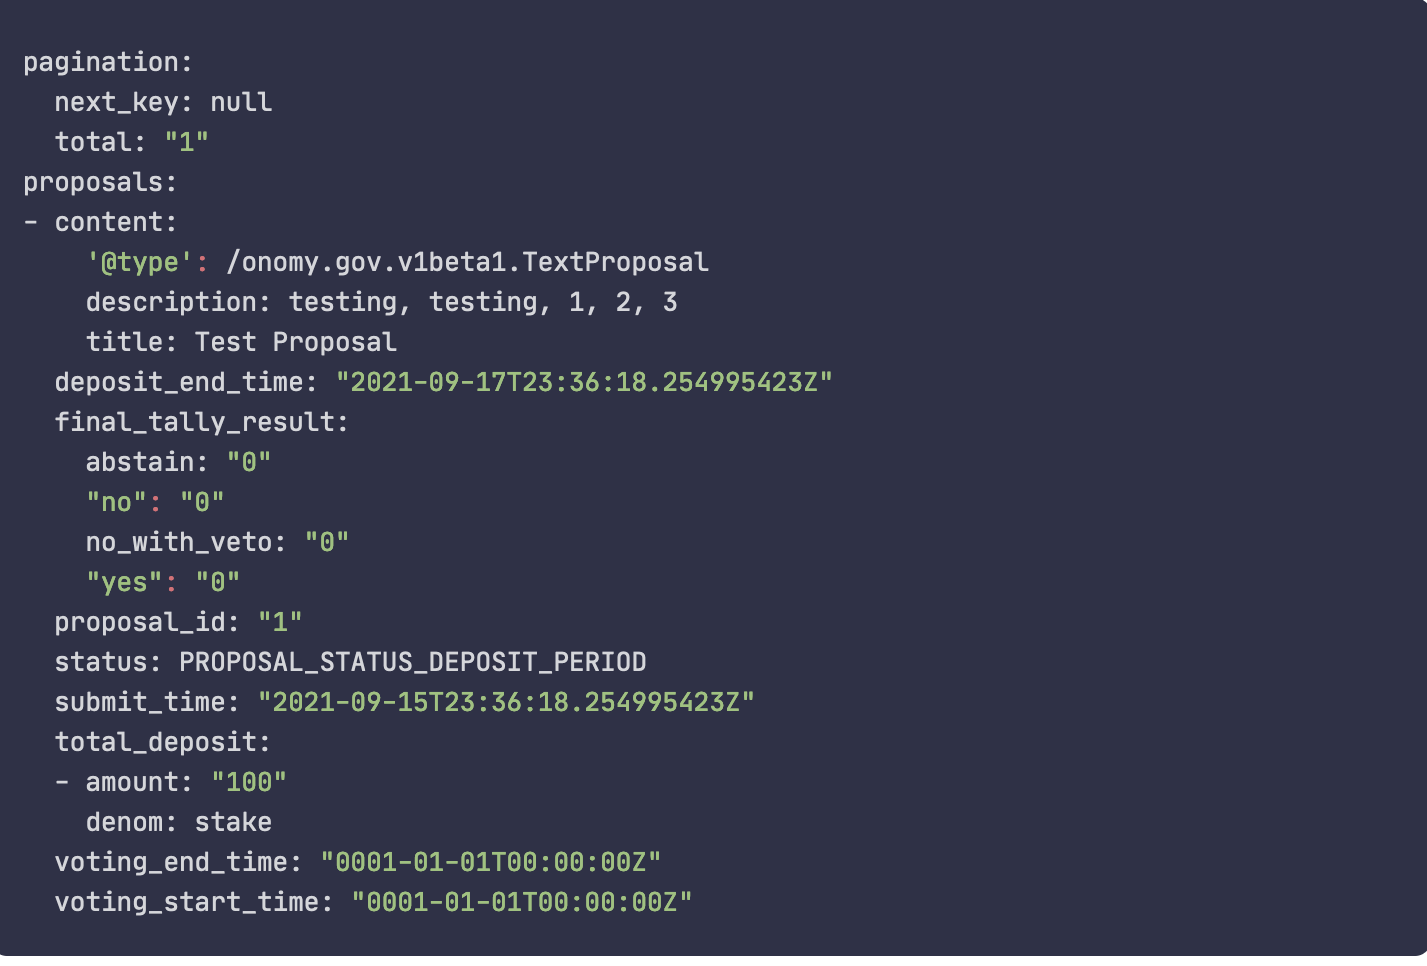 pagination:
  next_key: null
  total: "1"
proposals:
- content:
    '@type': /onomy.gov.v1beta1.TextProposal
    description: testing, testing, 1, 2, 3
    title: Test Proposal
  deposit_end_time: "2021-09-17T23:36:18.254995423Z"
  final_tally_result:
    abstain: "0"
    "no": "0"
    no_with_veto: "0"
    "yes": "0"
  proposal_id: "1"
  status: PROPOSAL_STATUS_DEPOSIT_PERIOD
  submit_time: "2021-09-15T23:36:18.254995423Z"
  total_deposit:
  - amount: "100"
    denom: stake
  voting_end_time: "0001-01-01T00:00:00Z"
  voting_start_time: "0001-01-01T00:00:00Z"